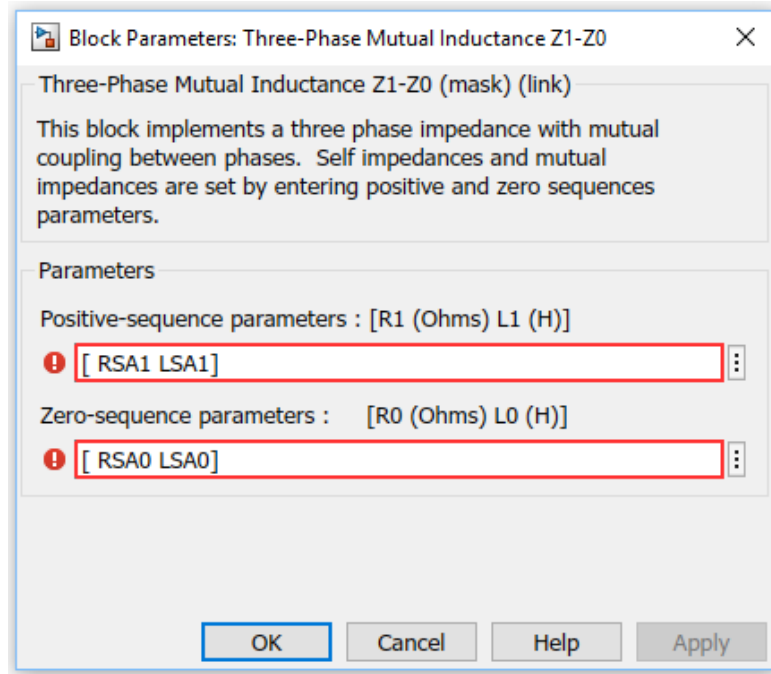 Block Parameters: Three-Phase Mutual Inductance Z1-Z0
Three-Phase Mutual Inductance Z1-Z0 (mask) (link)
This block implements a three phase impedance with mutual
coupling between phases.  Self impedances and mutual
impedances are set by entering positive and zero sequences
parameters.
Parameters
Positive-sequence parameters : [R1 (Ohms) L1 (H)]
[ RSA1 LSA1]
Zero-sequence parameters :     [R0 (Ohms) L0 (H)]
[ RSA0 LSA0]
OK Cancel Help Apply